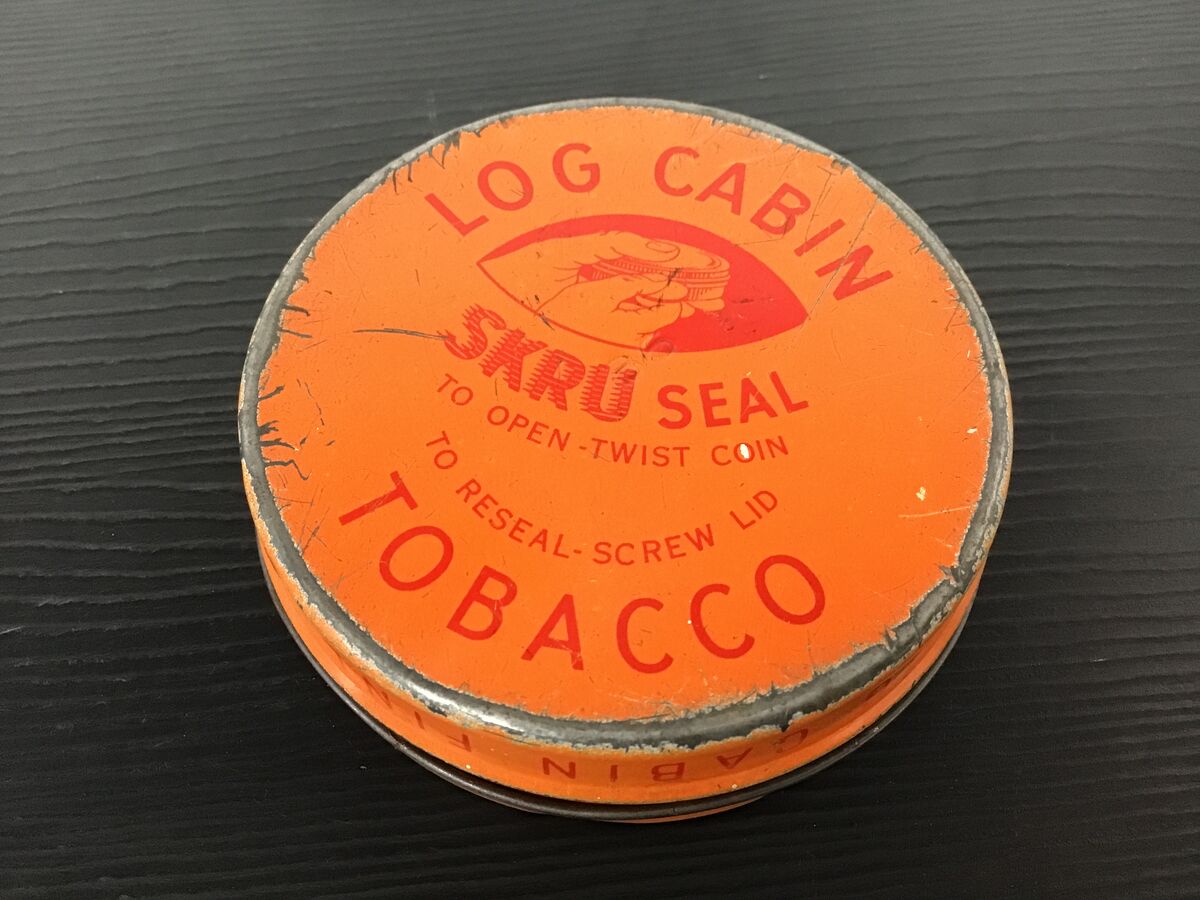 LOG CABIN
SKRU SEAL
TO OPEN-TWIST COIN
TO RESEAL-SCREW LID
TOBACCO
CABIN